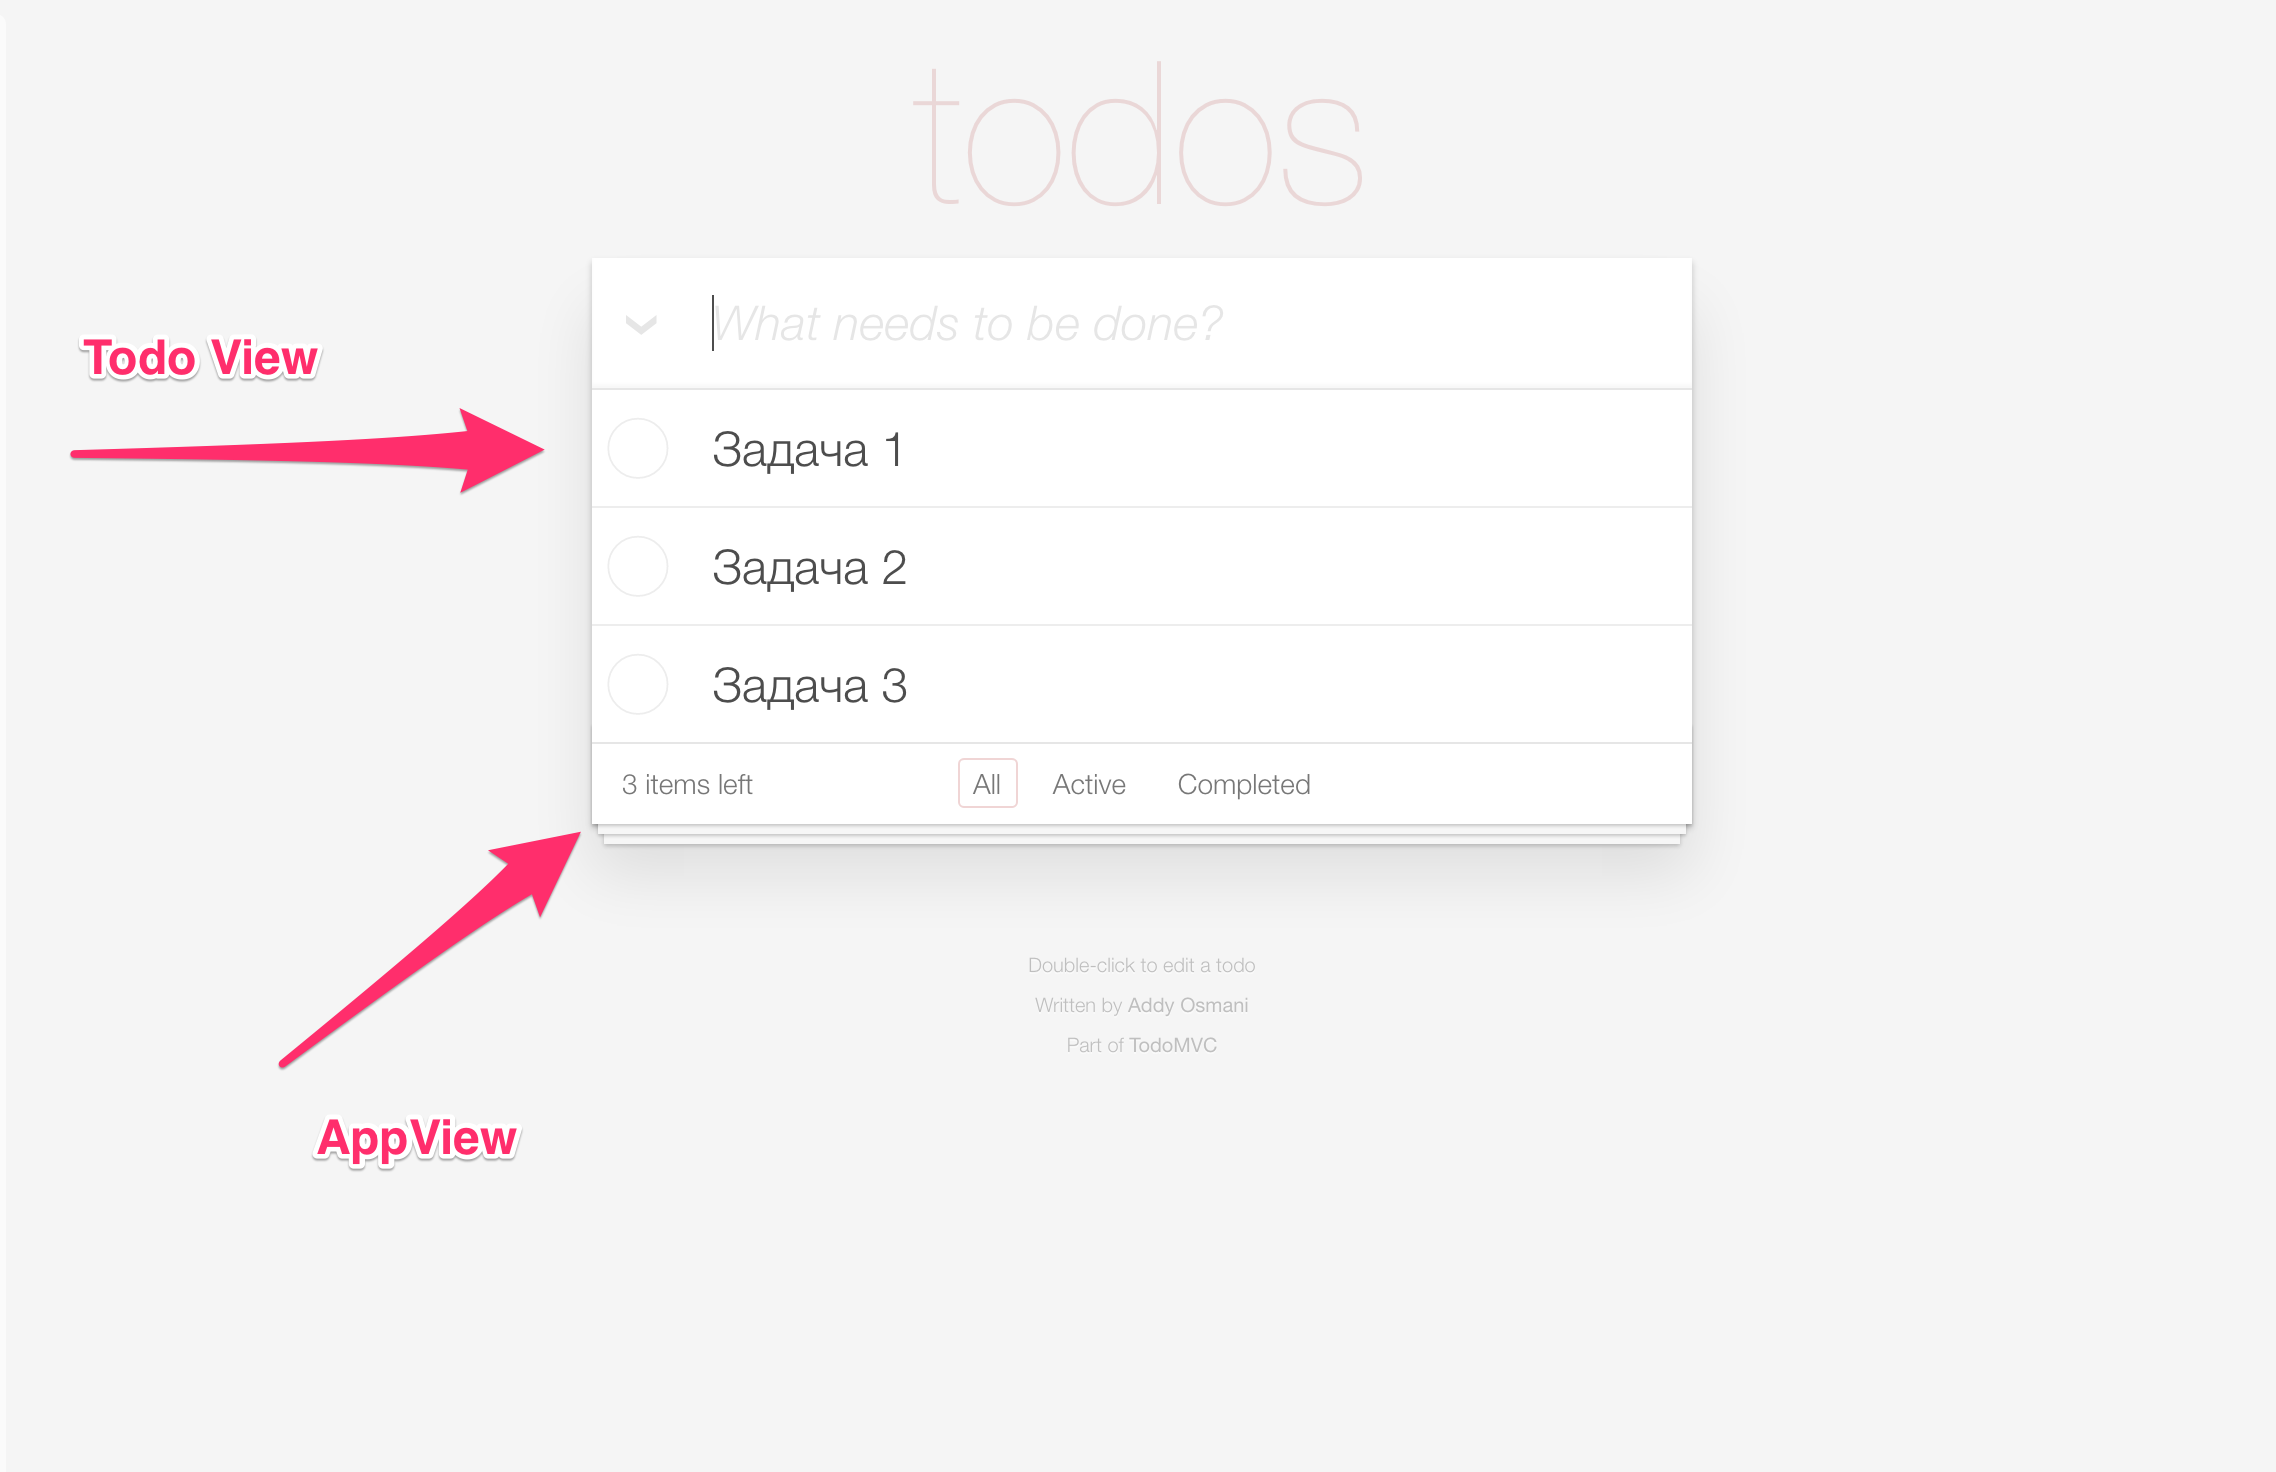 todos
What needs to be done?
Todo View
Задача 1
Задача 2
Задача 3
3 items left All Active Completed
Double-click to edit a todo
Written by Addy Osmani
Part of TodoMVC
AppView